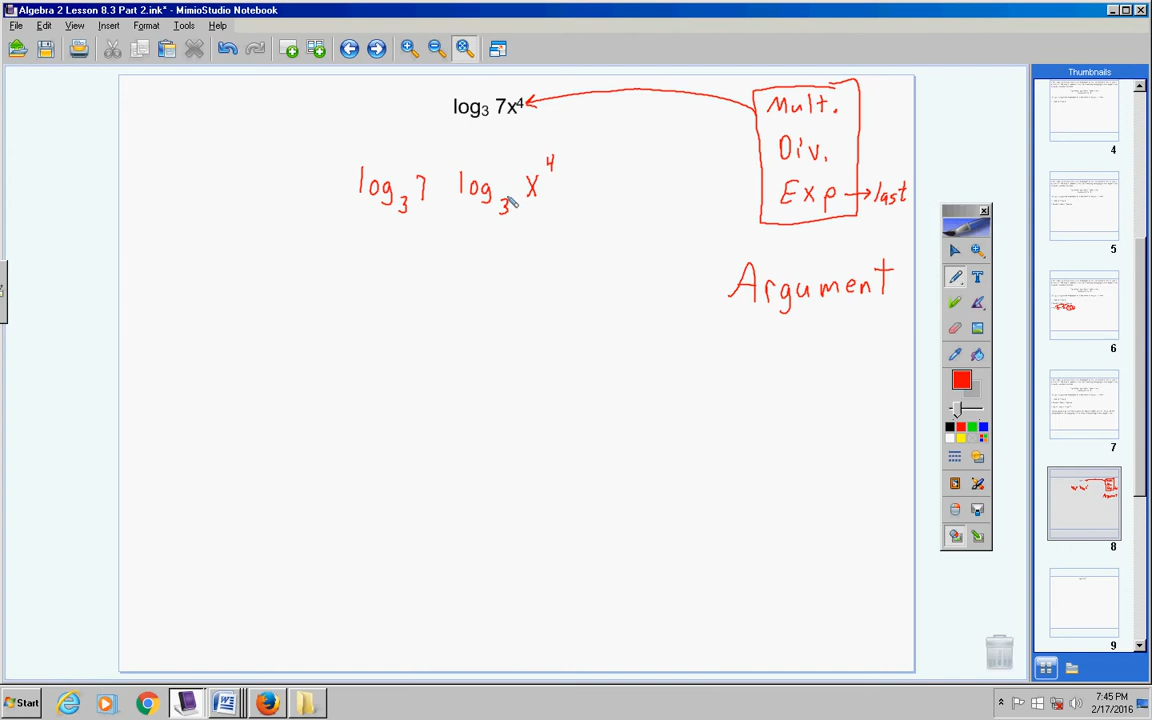 Algebra 2 Lesson 8.3 Part 2.ink* - MimioStudio Notebook
File Edit View Insert Format Tools Help
Thumbnails
log₃ 7x⁴
Mult.
Div.
Exp → last
log₃ 7 log₃ x⁴
Argument
4
5
6
7
8
9
Start
7:45 PM
2/17/2016